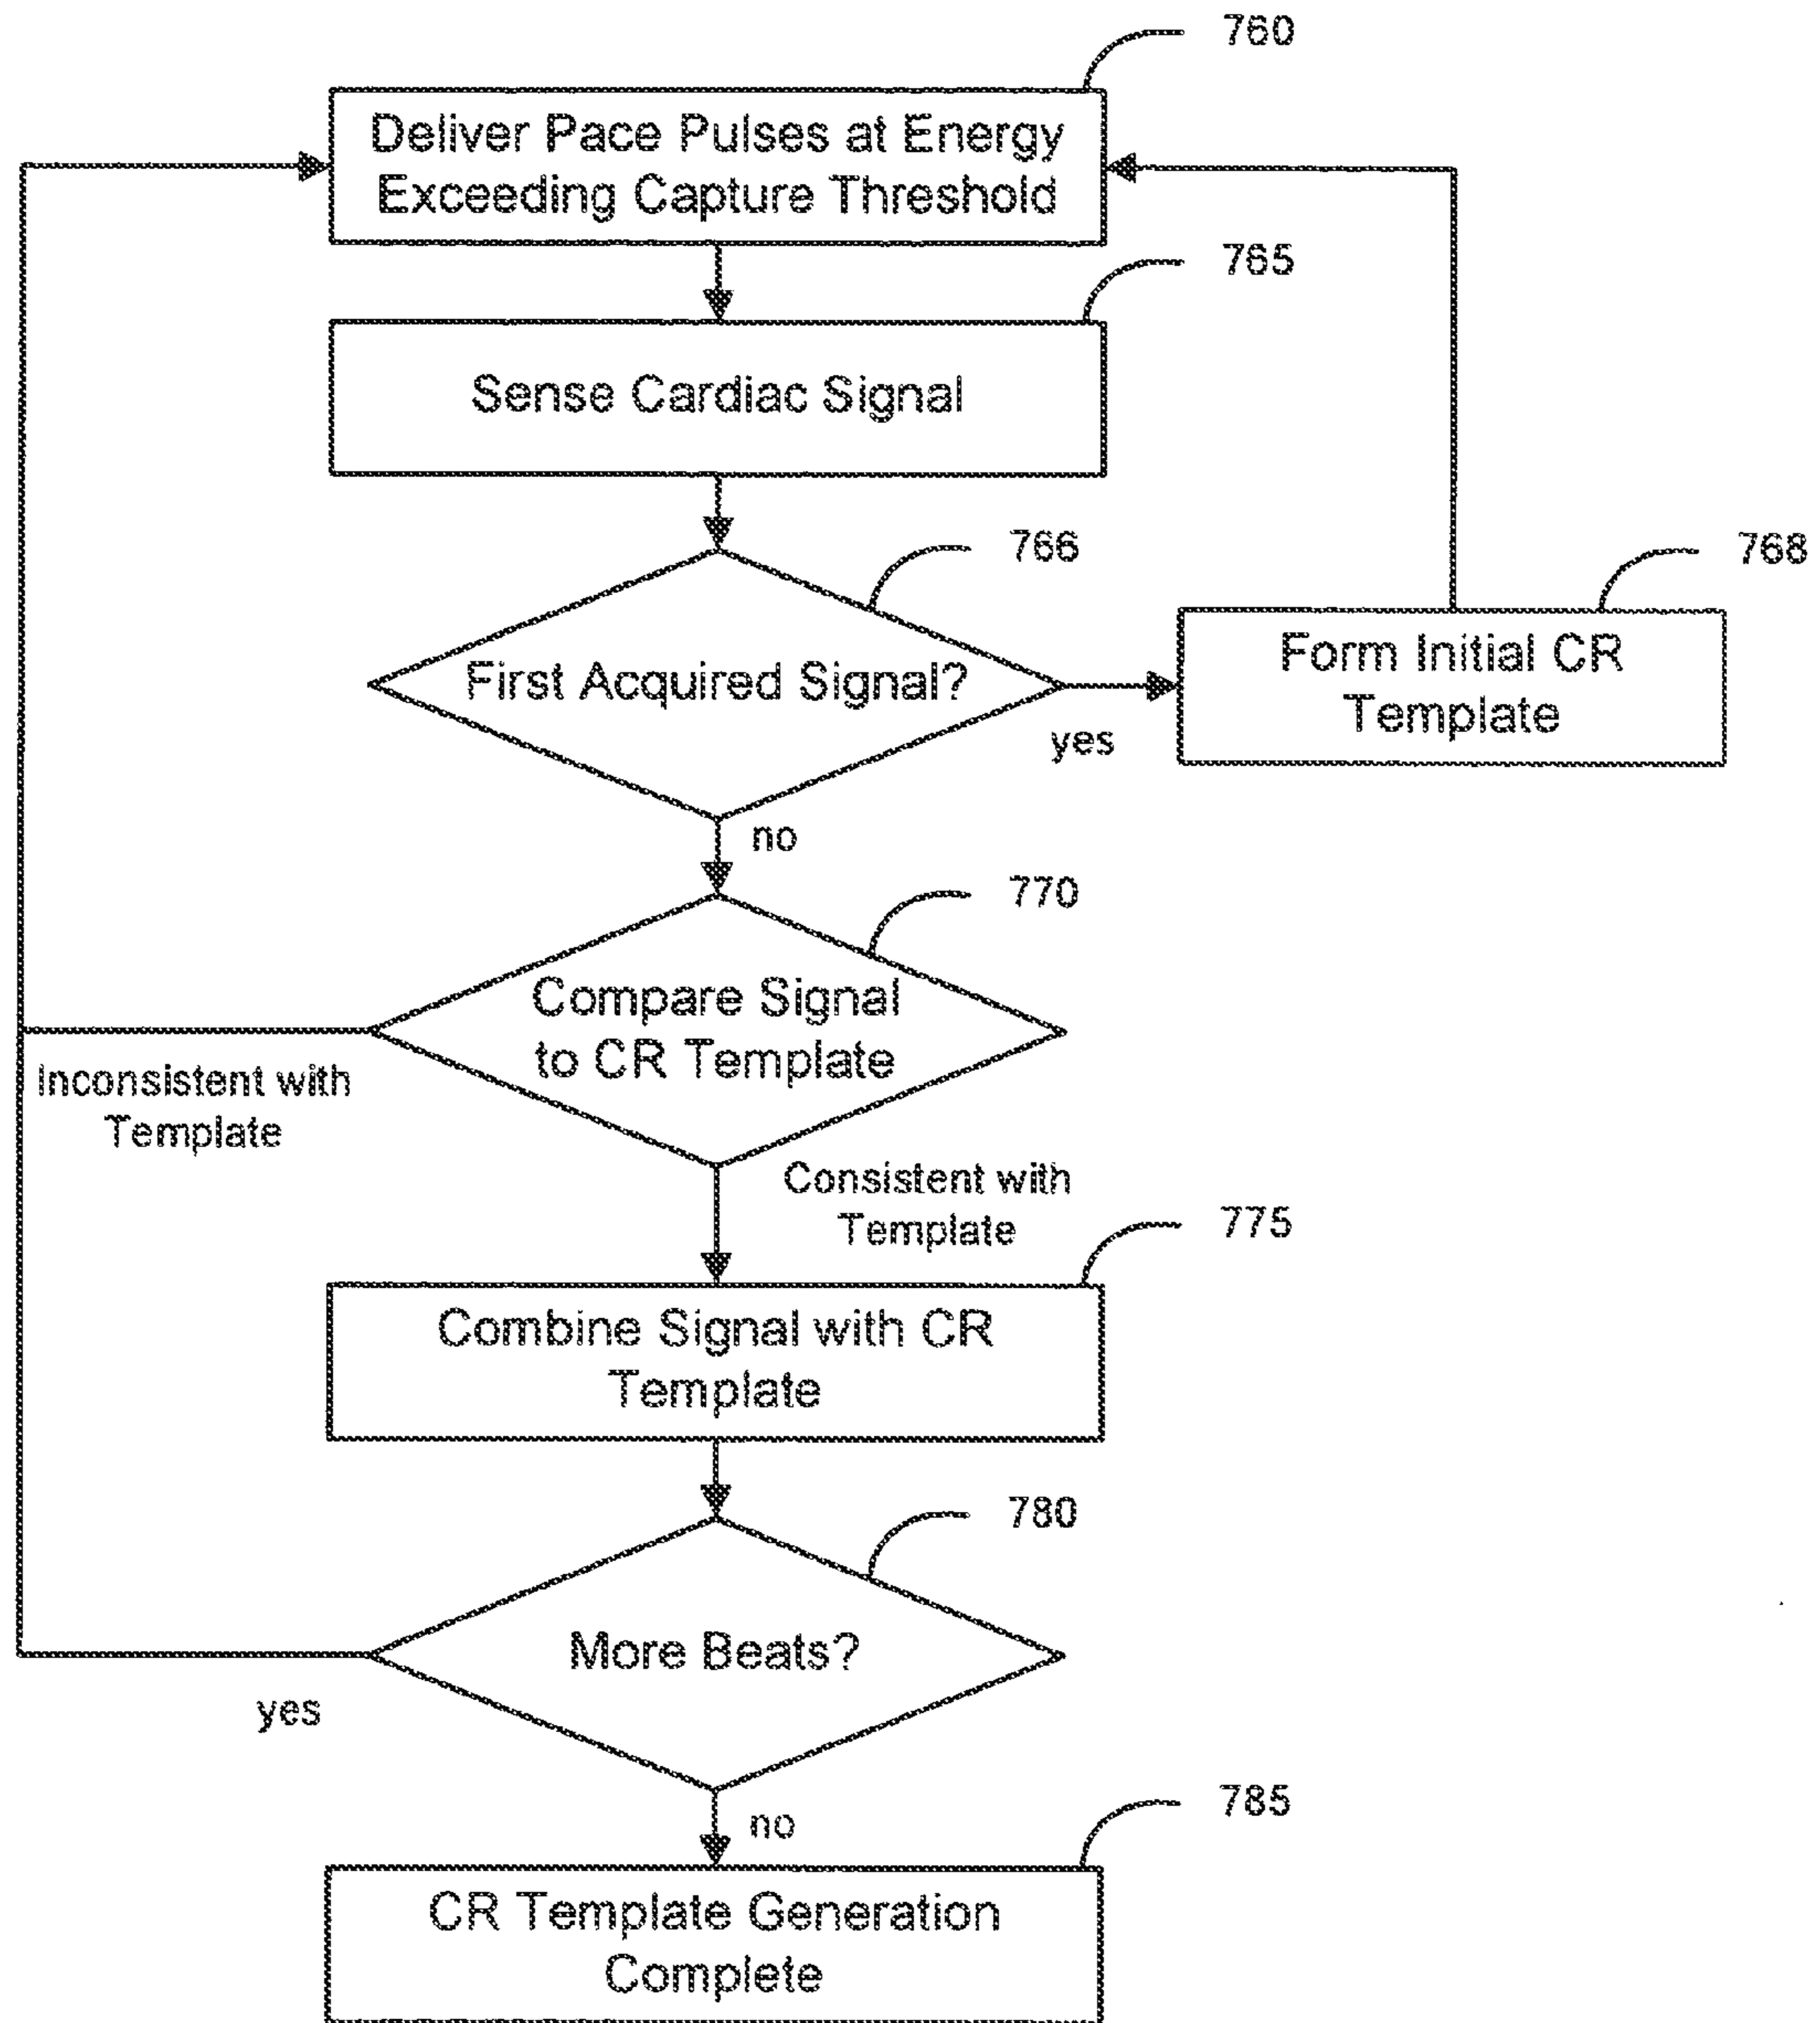 760
Deliver Pace Pulses at Energy
Exceeding Capture Threshold
765
Sense Cardiac Signal
766
First Acquired Signal?
yes
768
Form Initial CR
Template
no
770
Compare Signal
to CR Template
Inconsistent with
Template
Consistent with
Template
775
Combine Signal with CR
Template
780
More Beats?
yes
no
785
CR Template Generation
Complete